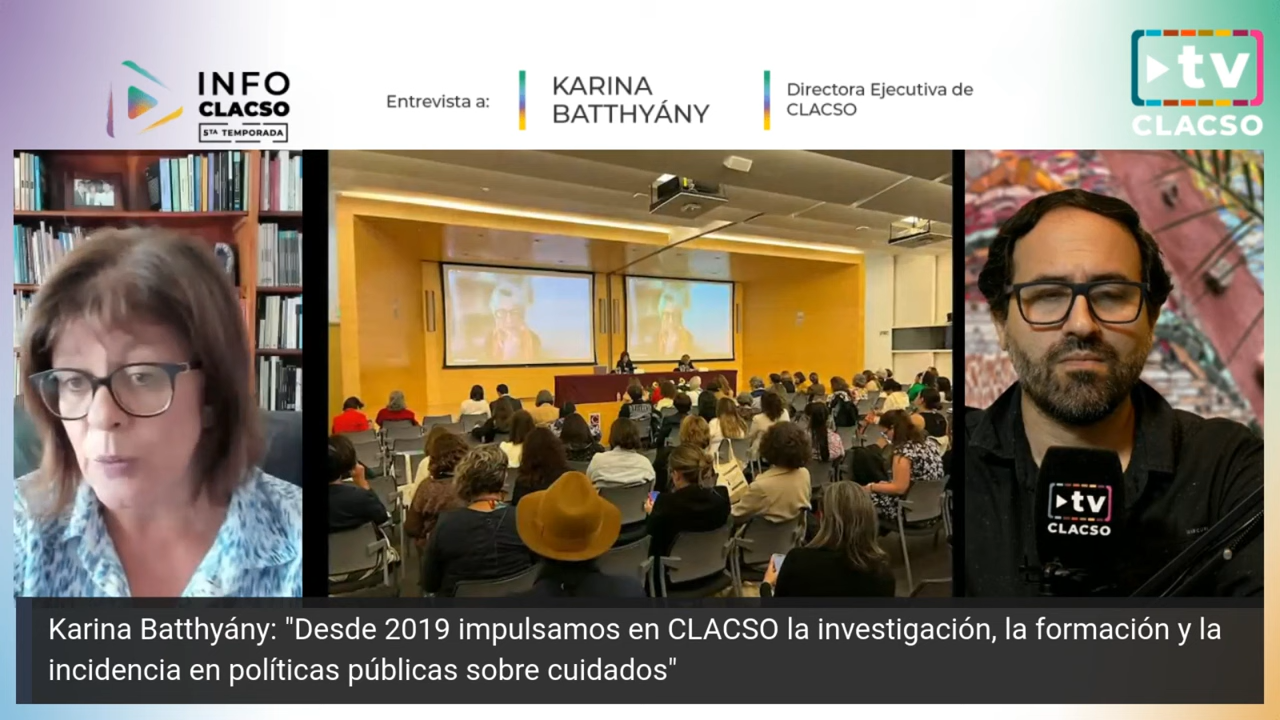 INFO
CLACSO
5TA TEMPORADA
Entrevista a:
KARINA
BATTHYÁNY
Directora Ejecutiva de
CLACSO
tv
CLACSO
tv
CLACSO
Karina Batthyány: "Desde 2019 impulsamos en CLACSO la investigación, la formación y la
incidencia en políticas públicas sobre cuidados"